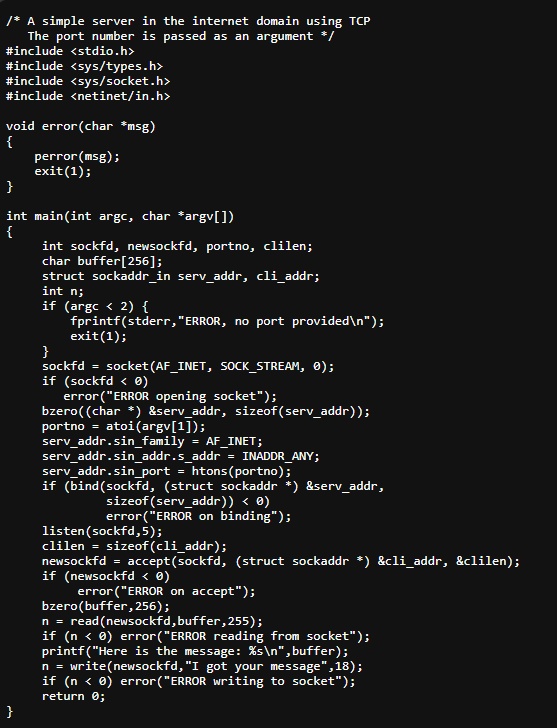 /* A simple server in the internet domain using TCP
   The port number is passed as an argument */
#include <stdio.h>
#include <sys/types.h>
#include <sys/socket.h>
#include <netinet/in.h>

void error(char *msg)
{
    perror(msg);
    exit(1);
}

int main(int argc, char *argv[])
{
     int sockfd, newsockfd, portno, clilen;
     char buffer[256];
     struct sockaddr_in serv_addr, cli_addr;
     int n;
     if (argc < 2) {
         fprintf(stderr,"ERROR, no port provided\n");
         exit(1);
     }
     sockfd = socket(AF_INET, SOCK_STREAM, 0);
     if (sockfd < 0)
        error("ERROR opening socket");
     bzero((char *) &serv_addr, sizeof(serv_addr));
     portno = atoi(argv[1]);
     serv_addr.sin_family = AF_INET;
     serv_addr.sin_addr.s_addr = INADDR_ANY;
     serv_addr.sin_port = htons(portno);
     if (bind(sockfd, (struct sockaddr *) &serv_addr,
              sizeof(serv_addr)) < 0)
              error("ERROR on binding");
     listen(sockfd,5);
     clilen = sizeof(cli_addr);
     newsockfd = accept(sockfd, (struct sockaddr *) &cli_addr, &clilen);
     if (newsockfd < 0)
          error("ERROR on accept");
     bzero(buffer,256);
     n = read(newsockfd,buffer,255);
     if (n < 0) error("ERROR reading from socket");
     printf("Here is the message: %s\n",buffer);
     n = write(newsockfd,"I got your message",18);
     if (n < 0) error("ERROR writing to socket");
     return 0;
}